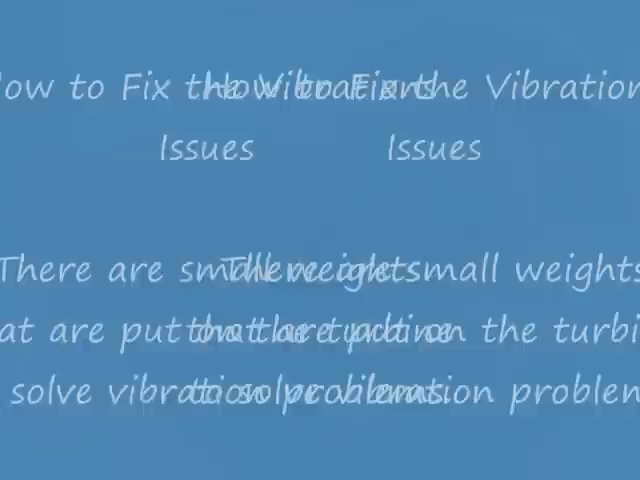 How to Fix the Vibration
Issues
There are small weights
that are put on the turbine
to solve vibration problems.